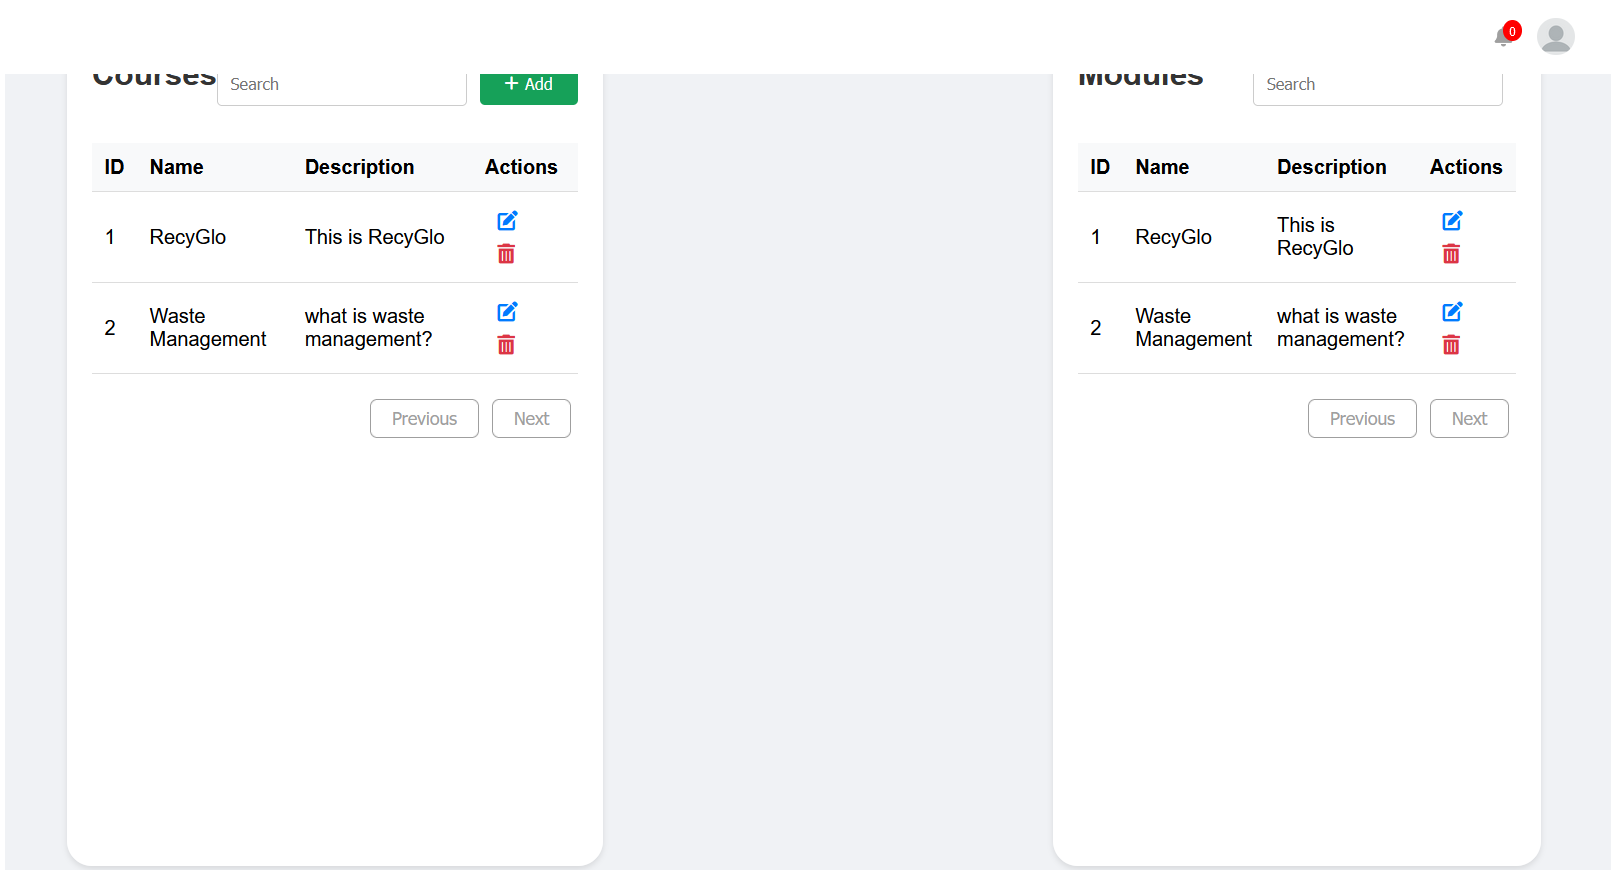 0
Courses
Search
+ Add
ID Name Description Actions
1 RecyGlo This is RecyGlo
2 Waste Management what is waste management?
Previous Next
Modules
Search
ID Name Description Actions
1 RecyGlo This is RecyGlo
2 Waste Management what is waste management?
Previous Next